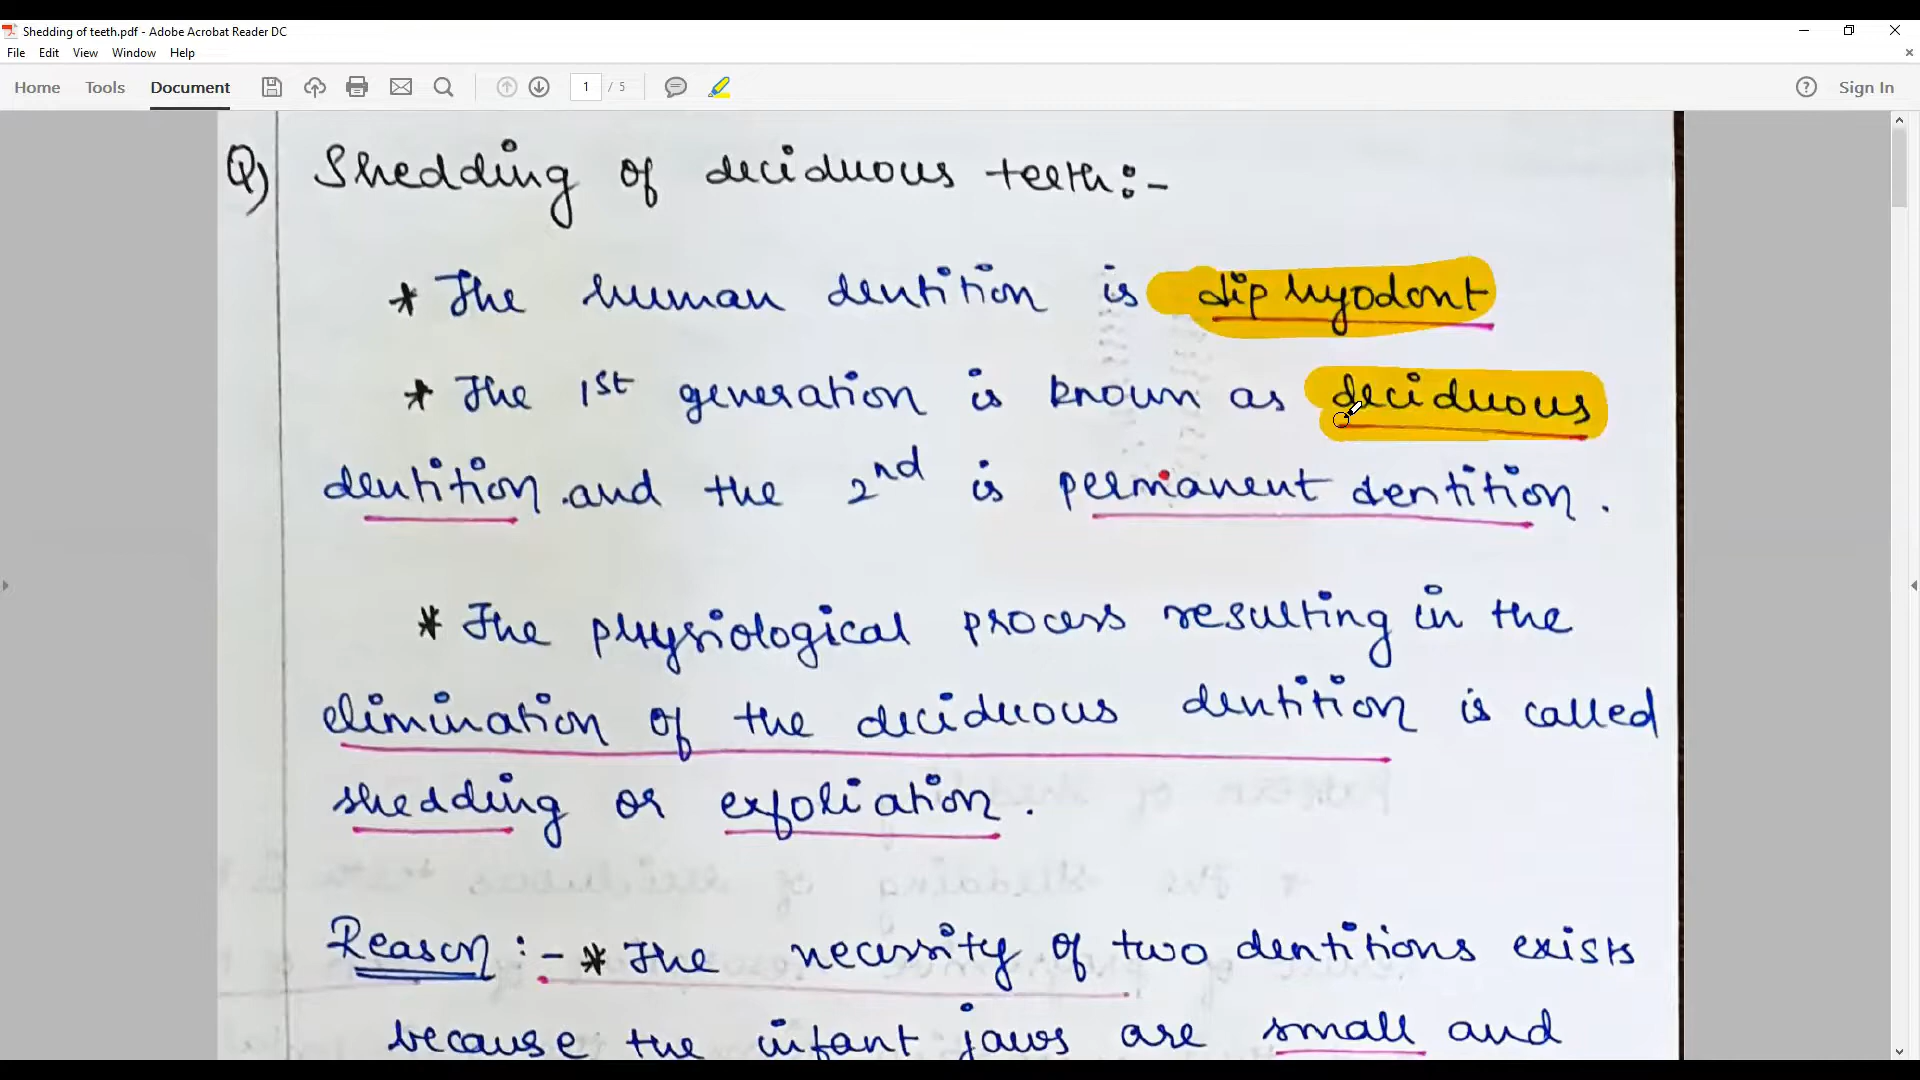 Shedding of teeth.pdf - Adobe Acrobat Reader DC
File Edit View Window Help
Home Tools Document 1 / 5 Sign In
Q) Shedding of deciduous teeth:-
* The human dentition is diphyodont
* The 1st generation is known as deciduous
dentition and the 2nd is permanent dentition.
* The physiological process resulting in the
elimination of the deciduous dentition is called
shedding or exfoliation.
Reason :- * The necessity of two dentitions exists
because the infant jaws are small and